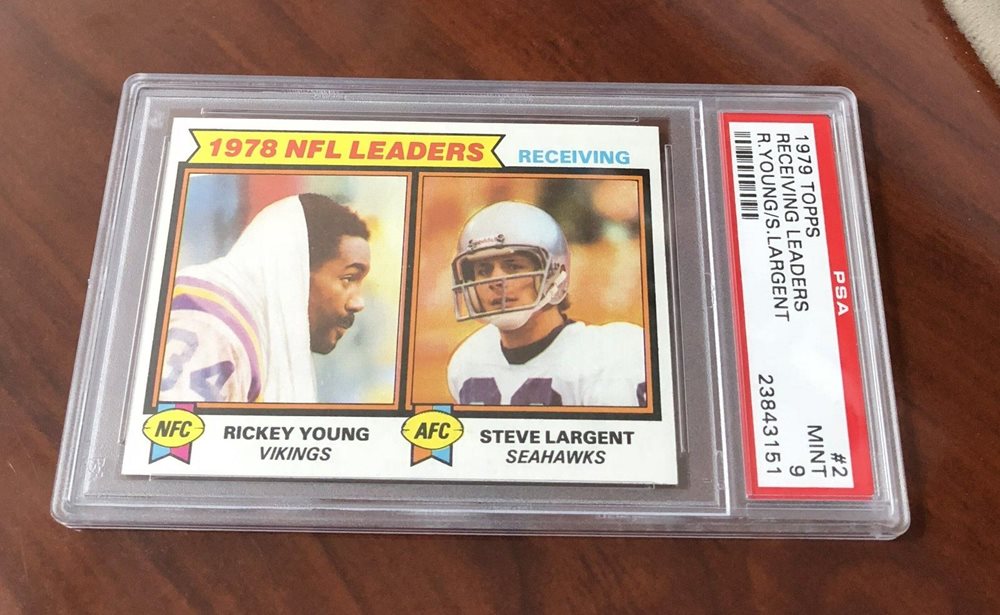 1978 NFL LEADERS
RECEIVING
34
NFC
RICKEY YOUNG
VIKINGS
AFC
STEVE LARGENT
SEAHAWKS
1979 TOPPS #2
RECEIVING LEADERS MINT
R.YOUNG/S.LARGENT 9
23843151
PSA